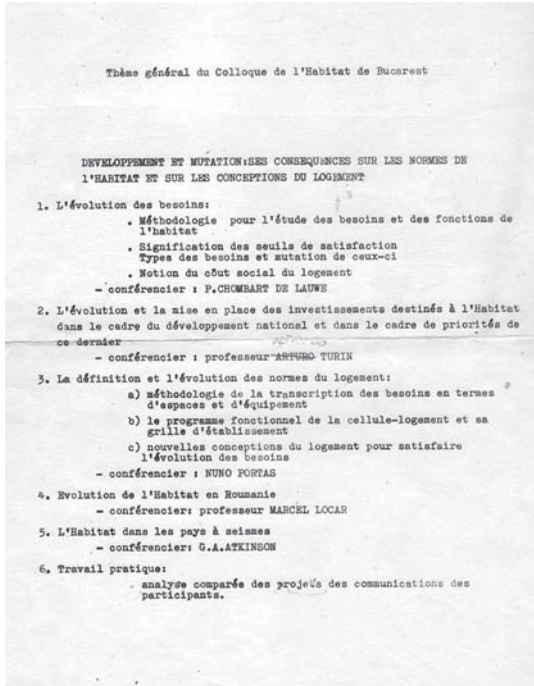 Thème général du Colloque de l'Habitat de Bucarest
DEVELOPPEMENT ET MUTATION:SES CONSEQUENCES SUR LES NORMES DE
l'HABITAT ET SUR LES CONCEPTIONS DU LOGEMENT
1. L'évolution des besoins:
. Méthodologie pour l'étude des besoins et des fonctions de
l'habitat
. Signification des seuils de satisfaction
Types des besoins et mutation de ceux-ci
. Notion du coût social du logement
- conférencier : P.CHOMBART DE LAUWE
2. L'évolution et la mise en place des investissements destinés à l'Habitat
dans le cadre du développement national et dans le cadre de priorités de
ce dernier
- conférencier : professeur ARTURO TURIN
3. La définition et l'évolution des normes du logement:
a) méthodologie de la transcription des besoins en termes
d'espaces et d'équipement
b) le programme fonctionnel de la cellule-logement et sa
grille d'établissement
c) nouvelles conceptions du logement pour satisfaire
l'évolution des besoins
- conférencier : NUNO PORTAS
4. Evolution de l'Habitat en Roumanie
- conférencier: professeur MARCEL LOCAR
5. L'Habitat dans les pays à seismes
- conférencier: G.A.ATKINSON
6. Travail pratique:
. analyse comparée des projets des communications des
participants.